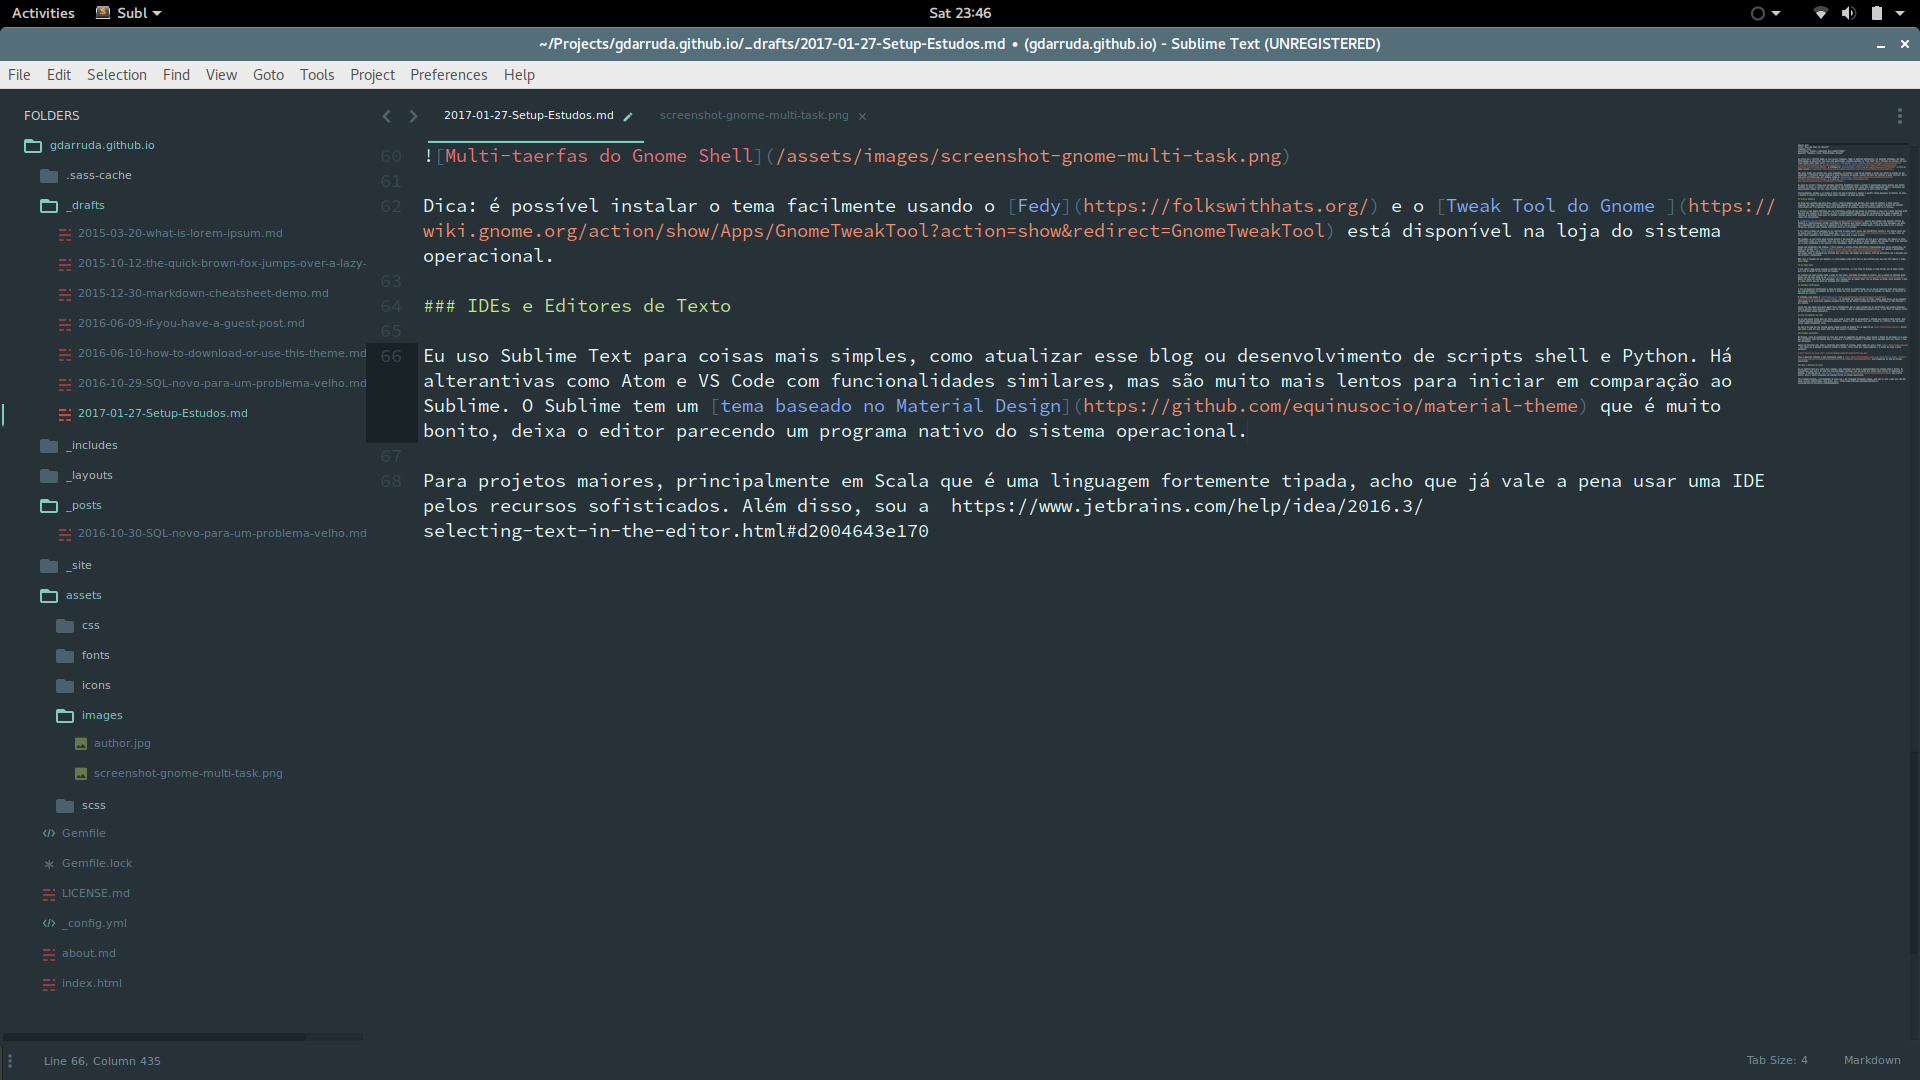 Activities Subl Sat 23:46
~/Projects/gdarruda.github.io/_drafts/2017-01-27-Setup-Estudos.md • (gdarruda.github.io) - Sublime Text (UNREGISTERED)
File Edit Selection Find View Goto Tools Project Preferences Help
FOLDERS
gdarruda.github.io
.sass-cache
_drafts
2015-03-20-what-is-lorem-ipsum.md
2015-10-12-the-quick-brown-fox-jumps-over-a-lazy-
2015-12-30-markdown-cheatsheet-demo.md
2016-06-09-if-you-have-a-guest-post.md
2016-06-10-how-to-download-or-use-this-theme.md
2016-10-29-SQL-novo-para-um-problema-velho.md
2017-01-27-Setup-Estudos.md
_includes
_layouts
_posts
2016-10-30-SQL-novo-para-um-problema-velho.md
_site
assets
css
fonts
icons
images
author.jpg
screenshot-gnome-multi-task.png
scss
Gemfile
Gemfile.lock
LICENSE.md
_config.yml
about.md
index.html
2017-01-27-Setup-Estudos.md screenshot-gnome-multi-task.png
60 ![Multi-taerfas do Gnome Shell](/assets/images/screenshot-gnome-multi-task.png)
61
62 Dica: é possível instalar o tema facilmente usando o [Fedy](https://folkswithhats.org/) e o [Tweak Tool do Gnome ](https://
wiki.gnome.org/action/show/Apps/GnomeTweakTool?action=show&redirect=GnomeTweakTool) está disponível na loja do sistema
operacional.
63
64 ### IDEs e Editores de Texto
65
66 Eu uso Sublime Text para coisas mais simples, como atualizar esse blog ou desenvolvimento de scripts shell e Python. Há
alterantivas como Atom e VS Code com funcionalidades similares, mas são muito mais lentos para iniciar em comparação ao
Sublime. O Sublime tem um [tema baseado no Material Design](https://github.com/equinusocio/material-theme) que é muito
bonito, deixa o editor parecendo um programa nativo do sistema operacional.
67
68 Para projetos maiores, principalmente em Scala que é uma linguagem fortemente tipada, acho que já vale a pena usar uma IDE
pelos recursos sofisticados. Além disso, sou a  https://www.jetbrains.com/help/idea/2016.3/
selecting-text-in-the-editor.html#d2004643e170
Line 66, Column 435 Tab Size: 4 Markdown